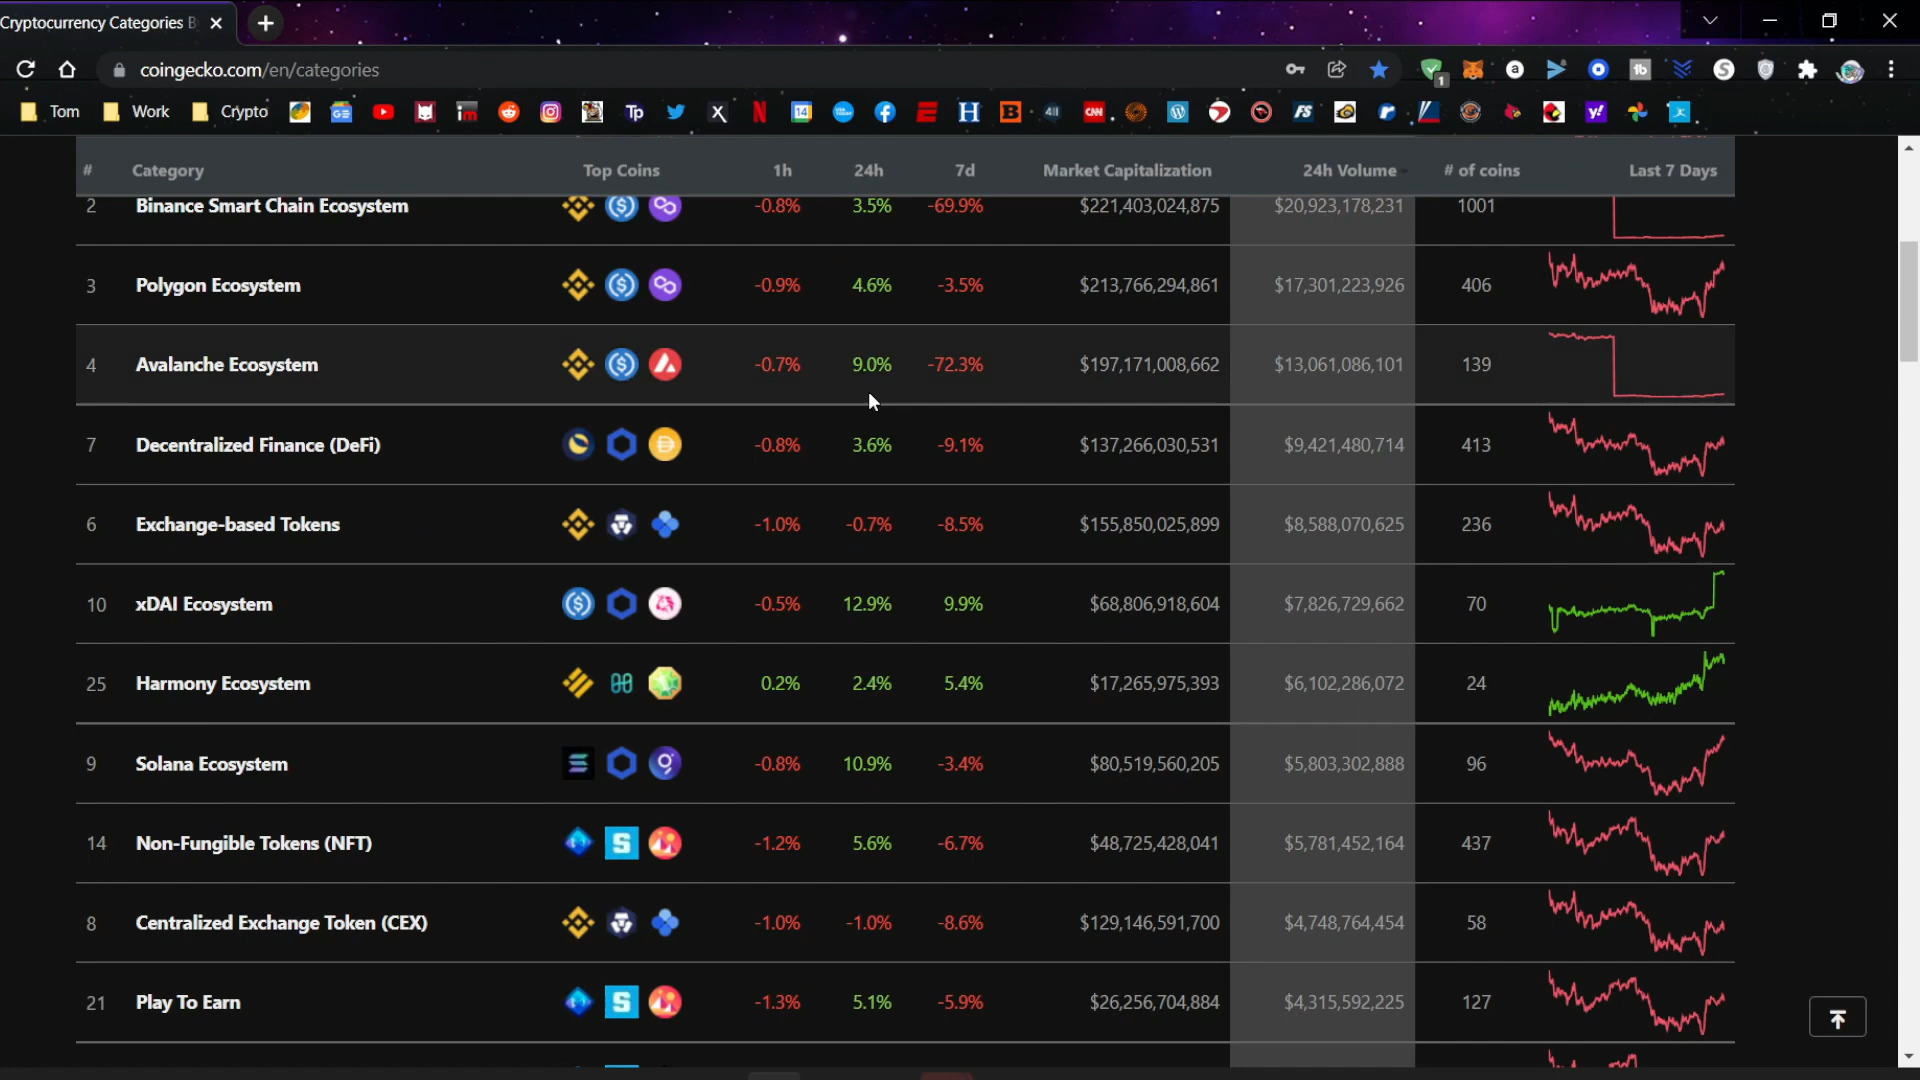 Cryptocurrency Categories B
coingecko.com/en/categories
1
Tom Work Crypto im 14 Tp X N H B 411 CNN FS y!
# Category Top Coins 1h 24h 7d Market Capitalization 24h Volume # of coins Last 7 Days
2 Binance Smart Chain Ecosystem -0.8% 3.5% -69.9% $221,403,024,875 $20,923,178,231 1001
3 Polygon Ecosystem -0.9% 4.6% -3.5% $213,766,294,861 $17,301,223,926 406
4 Avalanche Ecosystem -0.7% 9.0% -72.3% $197,171,008,662 $13,061,086,101 139
7 Decentralized Finance (DeFi) -0.8% 3.6% -9.1% $137,266,030,531 $9,421,480,714 413
6 Exchange-based Tokens -1.0% -0.7% -8.5% $155,850,025,899 $8,588,070,625 236
10 xDAI Ecosystem -0.5% 12.9% 9.9% $68,806,918,604 $7,826,729,662 70
25 Harmony Ecosystem 0.2% 2.4% 5.4% $17,265,975,393 $6,102,286,072 24
9 Solana Ecosystem -0.8% 10.9% -3.4% $80,519,560,205 $5,803,302,888 96
14 Non-Fungible Tokens (NFT) -1.2% 5.6% -6.7% $48,725,428,041 $5,781,452,164 437
8 Centralized Exchange Token (CEX) -1.0% -1.0% -8.6% $129,146,591,700 $4,748,764,454 58
21 Play To Earn -1.3% 5.1% -5.9% $26,256,704,884 $4,315,592,225 127